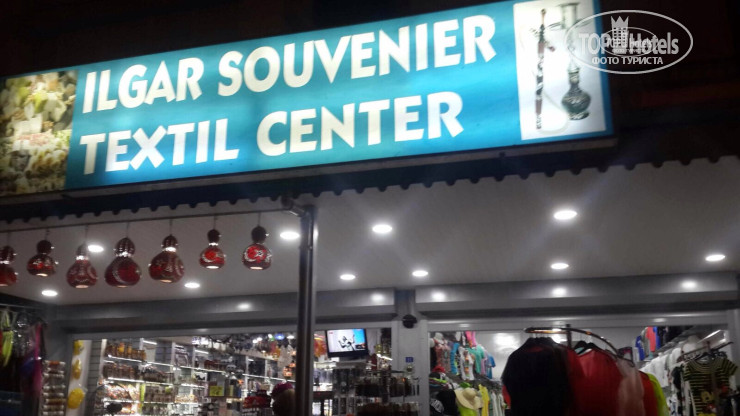 ILGAR SOUVENIER
TEXTIL CENTER
TOP Hotels
ФОТО ТУРИСТА